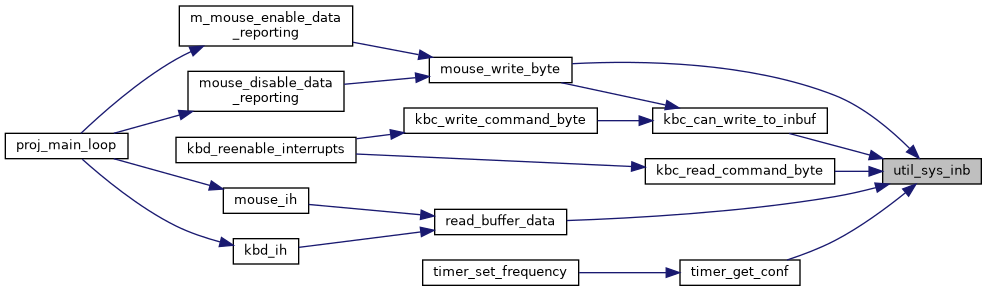 m_mouse_enable_data
_reporting
mouse_write_byte
mouse_disable_data
_reporting
kbc_write_command_byte
kbc_can_write_to_inbuf
proj_main_loop
kbd_reenable_interrupts
kbc_read_command_byte
util_sys_inb
mouse_ih
read_buffer_data
kbd_ih
timer_set_frequency
timer_get_conf